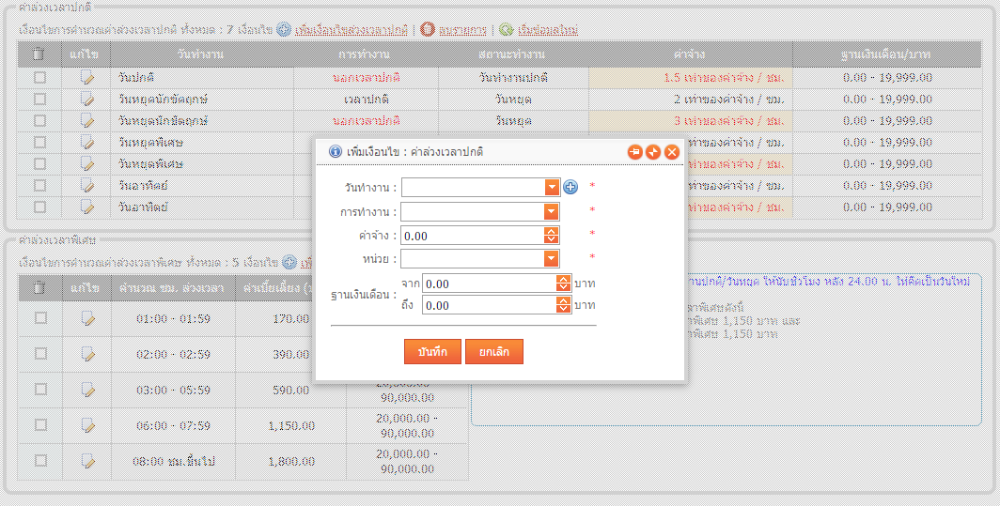 ค่าล่วงเวลาปกติ
เงื่อนไขการคำนวณค่าล่วงเวลาปกติ ทั้งหมด : 7 เงื่อนไข เพิ่มเงื่อนไขล่วงเวลาปกติ | ลบรายการ | เริ่มข้อมูลใหม่
แก้ไข วันทำงาน การทำงาน สถานะทำงาน ค่าจ้าง ฐานเงินเดือน/บาท
วันปกติ นอกเวลาปกติ วันทำงานปกติ 1.5 เท่าของค่าจ้าง / ชม. 0.00 - 19,999.00
วันหยุดนักขัตฤกษ์ เวลาปกติ วันหยุด 2 เท่าของค่าจ้าง / ชม. 0.00 - 19,999.00
วันหยุดนักขัตฤกษ์ นอกเวลาปกติ วันหยุด 3 เท่าของค่าจ้าง / ชม. 0.00 - 19,999.00
วันหยุดพิเศษ เท่าของค่าจ้าง / ชม. 0.00 - 19,999.00
วันหยุดพิเศษ เท่าของค่าจ้าง / ชม. 0.00 - 19,999.00
วันอาทิตย์ เท่าของค่าจ้าง / ชม. 0.00 - 19,999.00
วันอาทิตย์ เท่าของค่าจ้าง / ชม. 0.00 - 19,999.00
เพิ่มเงื่อนไข : ค่าล่วงเวลาปกติ
วันทำงาน : *
การทำงาน : *
ค่าจ้าง : 0.00 *
หน่วย : *
ฐานเงินเดือน :
จาก 0.00 บาท
ถึง 0.00 บาท
บันทึก ยกเลิก
ค่าล่วงเวลาพิเศษ
เงื่อนไขการคำนวณค่าล่วงเวลาพิเศษ ทั้งหมด : 5 เงื่อนไข
แก้ไข คำนวณ ชม. ล่วงเวลา ค่าเบี้ยเลี้ยง
01:00 - 01:59 170.00
02:00 - 02:59 390.00
03:00 - 05:59 590.00 20,000.00 - 90,000.00
06:00 - 07:59 1,150.00 20,000.00 - 90,000.00
08:00 ชม.ขึ้นไป 1,800.00 20,000.00 - 90,000.00
านปกติ/วันหยุด ให้นับชั่วโมง หลัง 24.00 น. ให้คิดเป็นวันใหม่
ลาพิเศษดังนี้
าพิเศษ 1,150 บาท และ
าพิเศษ 1,150 บาท